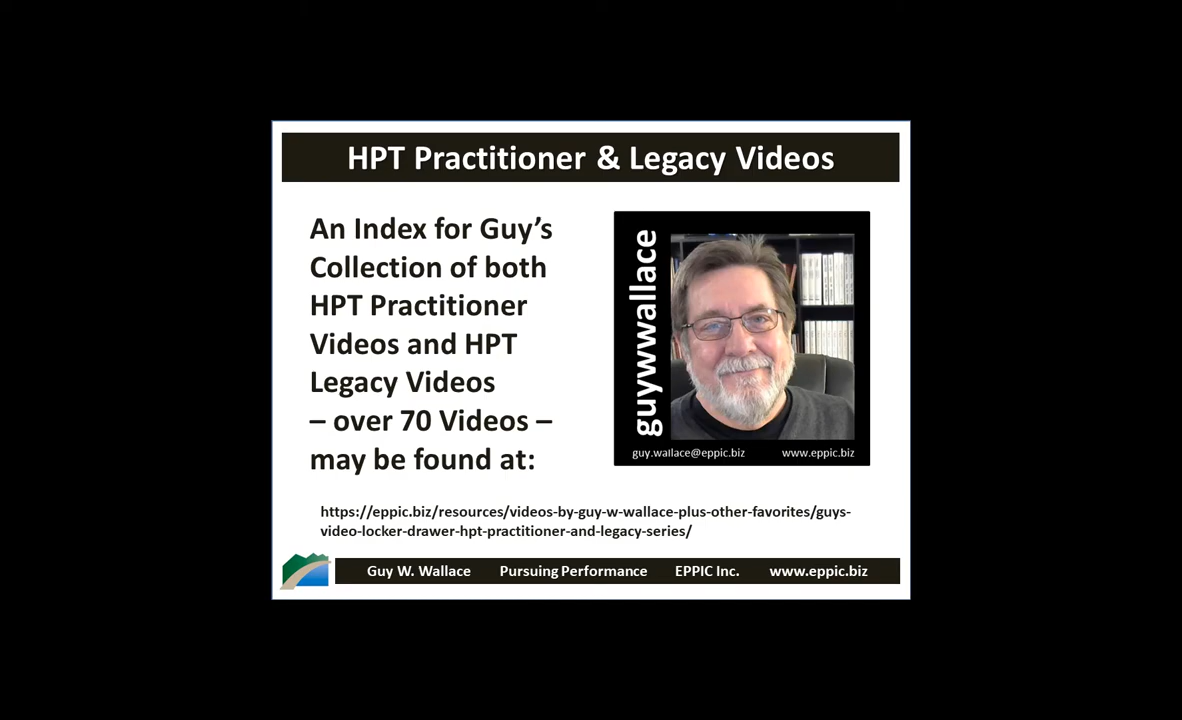 HPT Practitioner & Legacy Videos
An Index for Guy’s
Collection of both
HPT Practitioner
Videos and HPT
Legacy Videos
– over 70 Videos –
may be found at:
guywwallace
guy.wallace@eppic.biz www.eppic.biz
https://eppic.biz/resources/videos-by-guy-w-wallace-plus-other-favorites/guys-
video-locker-drawer-hpt-practitioner-and-legacy-series/
Guy W. Wallace Pursuing Performance EPPIC Inc. www.eppic.biz